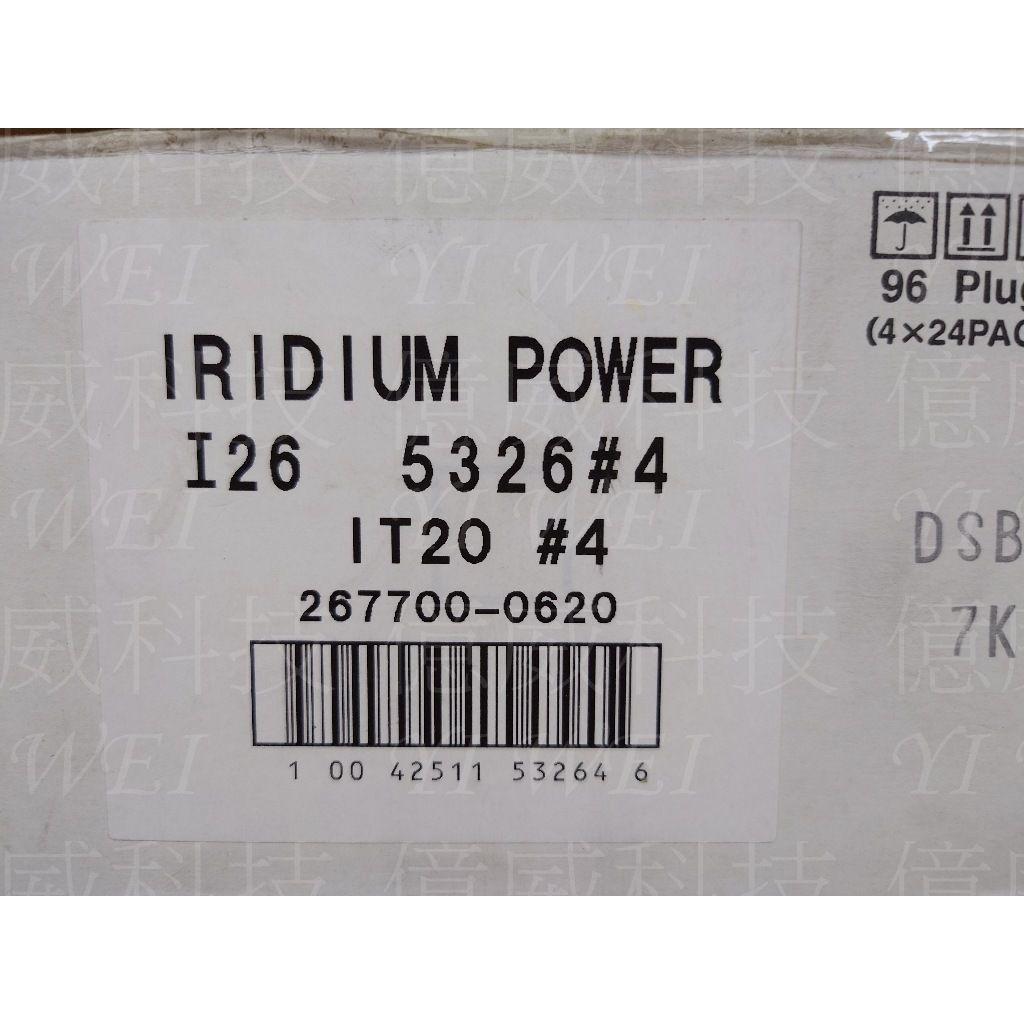 億威科技
YI WEI
IRIDIUM POWER
I26 5326#4
IT20 #4
267700-0620
1 00 42511 53264 6
96 Plug
(4×24PAC
DSB
7K